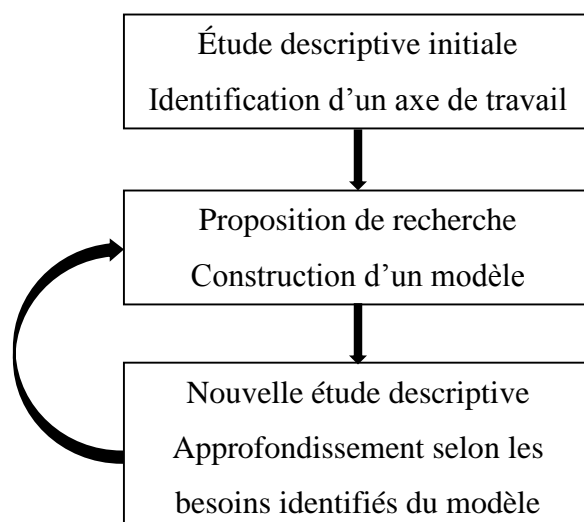 Étude descriptive initiale
Identification d’un axe de travail
Proposition de recherche
Construction d’un modèle
Nouvelle étude descriptive
Approfondissement selon les
besoins identifiés du modèle